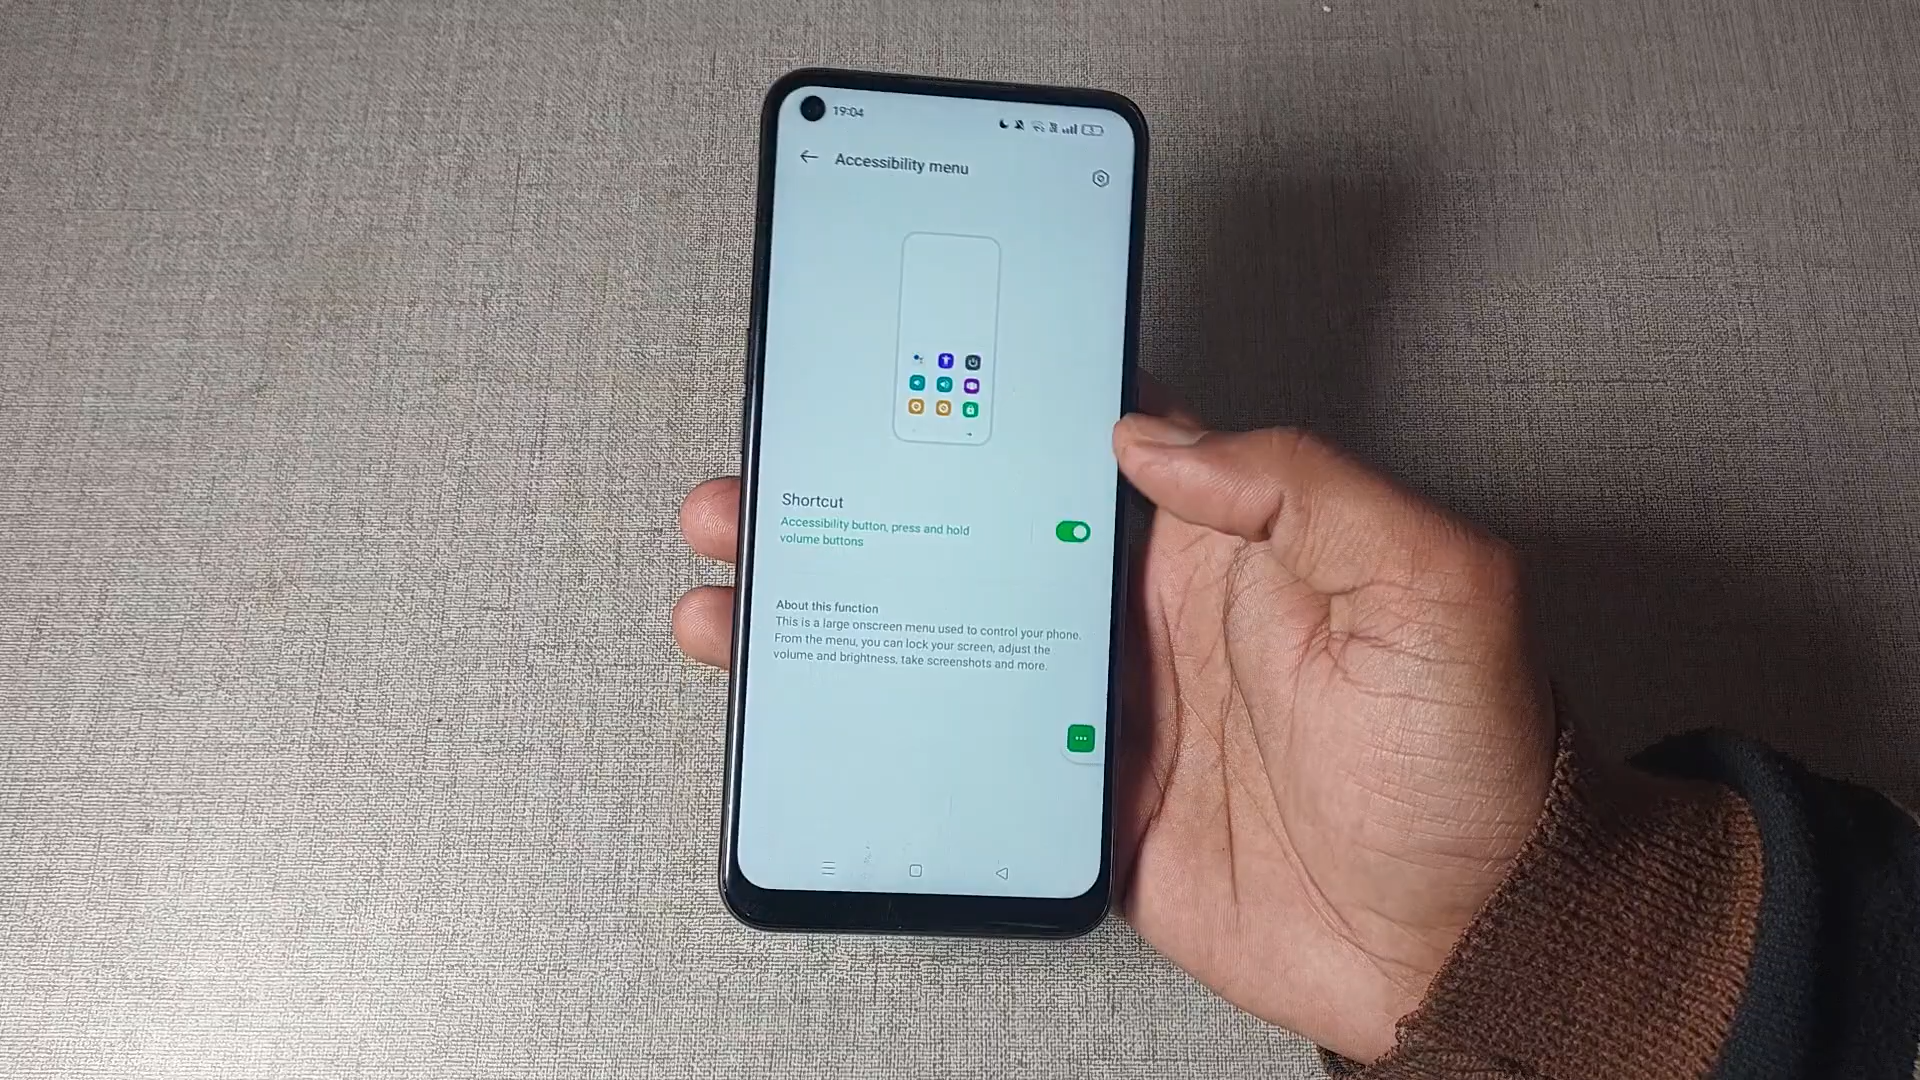 19:04
Accessibility menu
Shortcut
Accessibility button, press and hold
volume buttons
About this function
This is a large onscreen menu used to control your phone.
From the menu, you can lock your screen, adjust the
volume and brightness, take screenshots and more.